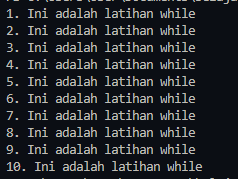 1. Ini adalah latihan while
2. Ini adalah latihan while
3. Ini adalah latihan while
4. Ini adalah latihan while
5. Ini adalah latihan while
6. Ini adalah latihan while
7. Ini adalah latihan while
8. Ini adalah latihan while
9. Ini adalah latihan while
10. Ini adalah latihan while